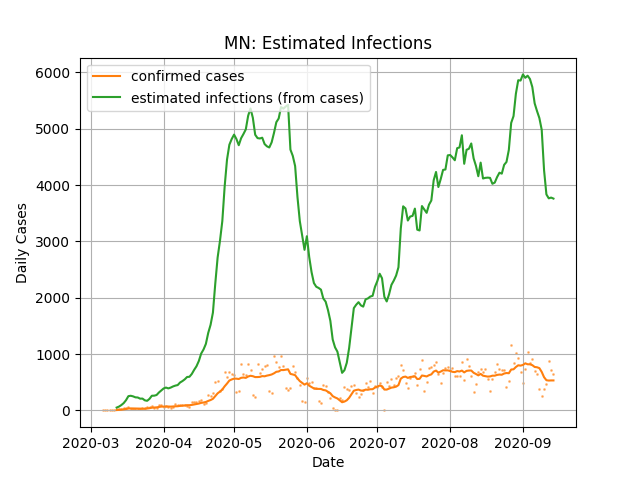 MN: Estimated Infections
confirmed cases
estimated infections (from cases)
Daily Cases
6000
5000
4000
3000
2000
1000
0
2020-03 2020-04 2020-05 2020-06 2020-07 2020-08 2020-09
Date